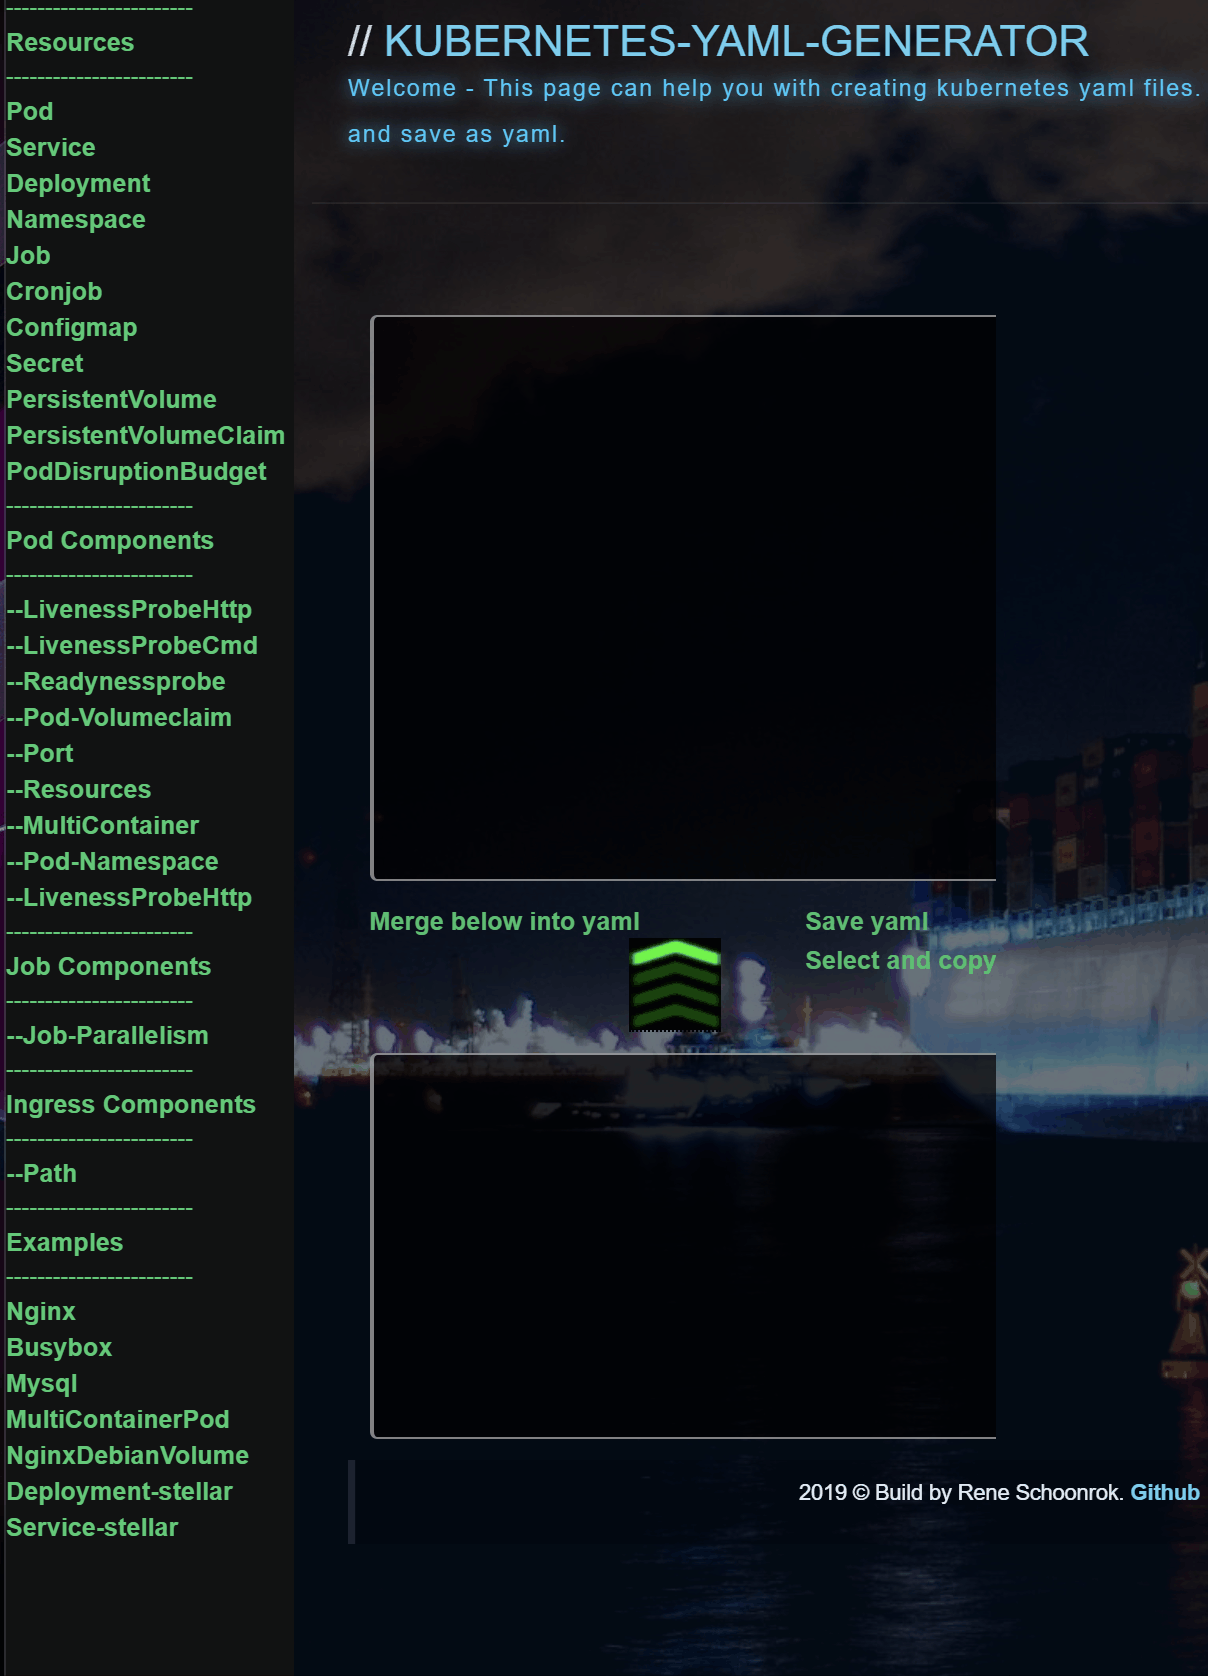 ------------------------
Resources
------------------------
Pod
Service
Deployment
Namespace
Job
Cronjob
Configmap
Secret
PersistentVolume
PersistentVolumeClaim
PodDisruptionBudget
------------------------
Pod Components
------------------------
--LivenessProbeHttp
--LivenessProbeCmd
--Readynessprobe
--Pod-Volumeclaim
--Port
--Resources
--MultiContainer
--Pod-Namespace
--LivenessProbeHttp
------------------------
Job Components
------------------------
--Job-Parallelism
------------------------
Ingress Components
------------------------
--Path
------------------------
Examples
------------------------
Nginx
Busybox
Mysql
MultiContainerPod
NginxDebianVolume
Deployment-stellar
Service-stellar
// KUBERNETES-YAML-GENERATOR
Welcome - This page can help you with creating kubernetes yaml files.
and save as yaml.
Merge below into yaml
Save yaml
Select and copy
2019 © Build by Rene Schoonrok. Github